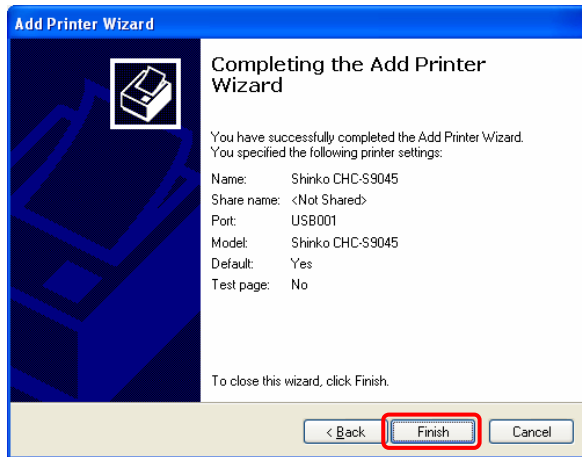 Add Printer Wizard
Completing the Add Printer
Wizard
You have successfully completed the Add Printer Wizard.
You specified the following printer settings:
Name: Shinko CHC-S9045
Share name: <Not Shared>
Port: USB001
Model: Shinko CHC-S9045
Default: Yes
Test page: No
To close this wizard, click Finish.
< Back Finish Cancel